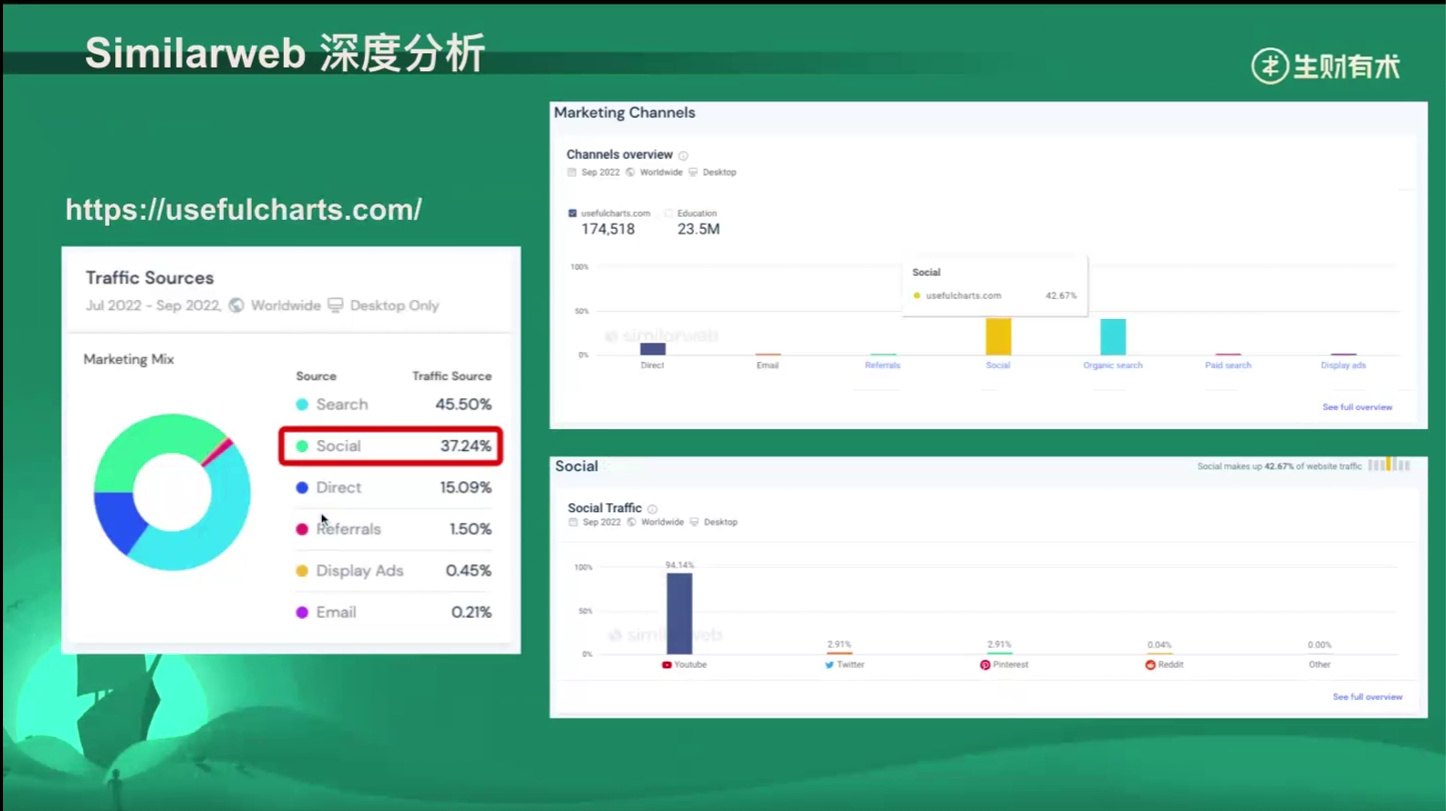 Similarweb 深度分析
生财有术
https://usefulcharts.com/
Traffic Sources
Jul 2022 - Sep 2022, Worldwide Desktop Only
Marketing Mix
Source Traffic Source
Search 45.50%
Social 37.24%
Direct 15.09%
Referrals 1.50%
Display Ads 0.45%
Email 0.21%
Marketing Channels
Channels overview
Sep 2022 Worldwide Desktop
usefulcharts.com Education
174,518 23.5M
Social
usefulcharts.com 42.67%
100%
50%
0%
similarweb
Direct Email Referrals Social Organic search Paid search Display ads
See full overview
Social
Social makes up 42.67% of website traffic
Social Traffic
Sep 2022 Worldwide Desktop
100%
50%
0%
94.14% 2.91% 2.91% 0.04% 0.00%
similarweb
Youtube Twitter Pinterest Reddit Other
See full overview